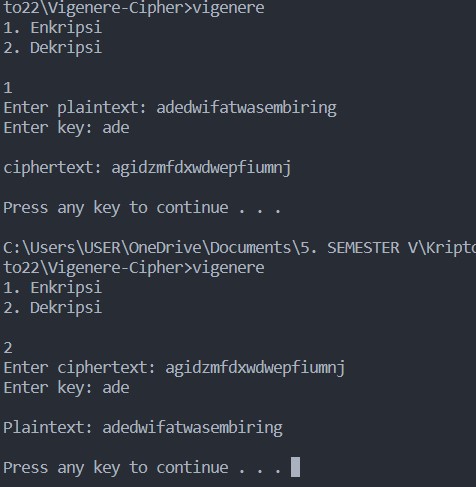 to22\Vigenere-Cipher>vigenere
1. Enkripsi
2. Dekripsi
1
Enter plaintext: adedwifatwasembiring
Enter key: ade
ciphertext: agidzmfdxwdwepfiumnj
Press any key to continue . . .
C:\Users\USER\OneDrive\Documents\5. SEMESTER V\Kripto
to22\Vigenere-Cipher>vigenere
1. Enkripsi
2. Dekripsi
2
Enter ciphertext: agidzmfdxwdwepfiumnj
Enter key: ade
Plaintext: adedwifatwasembiring
Press any key to continue . . .